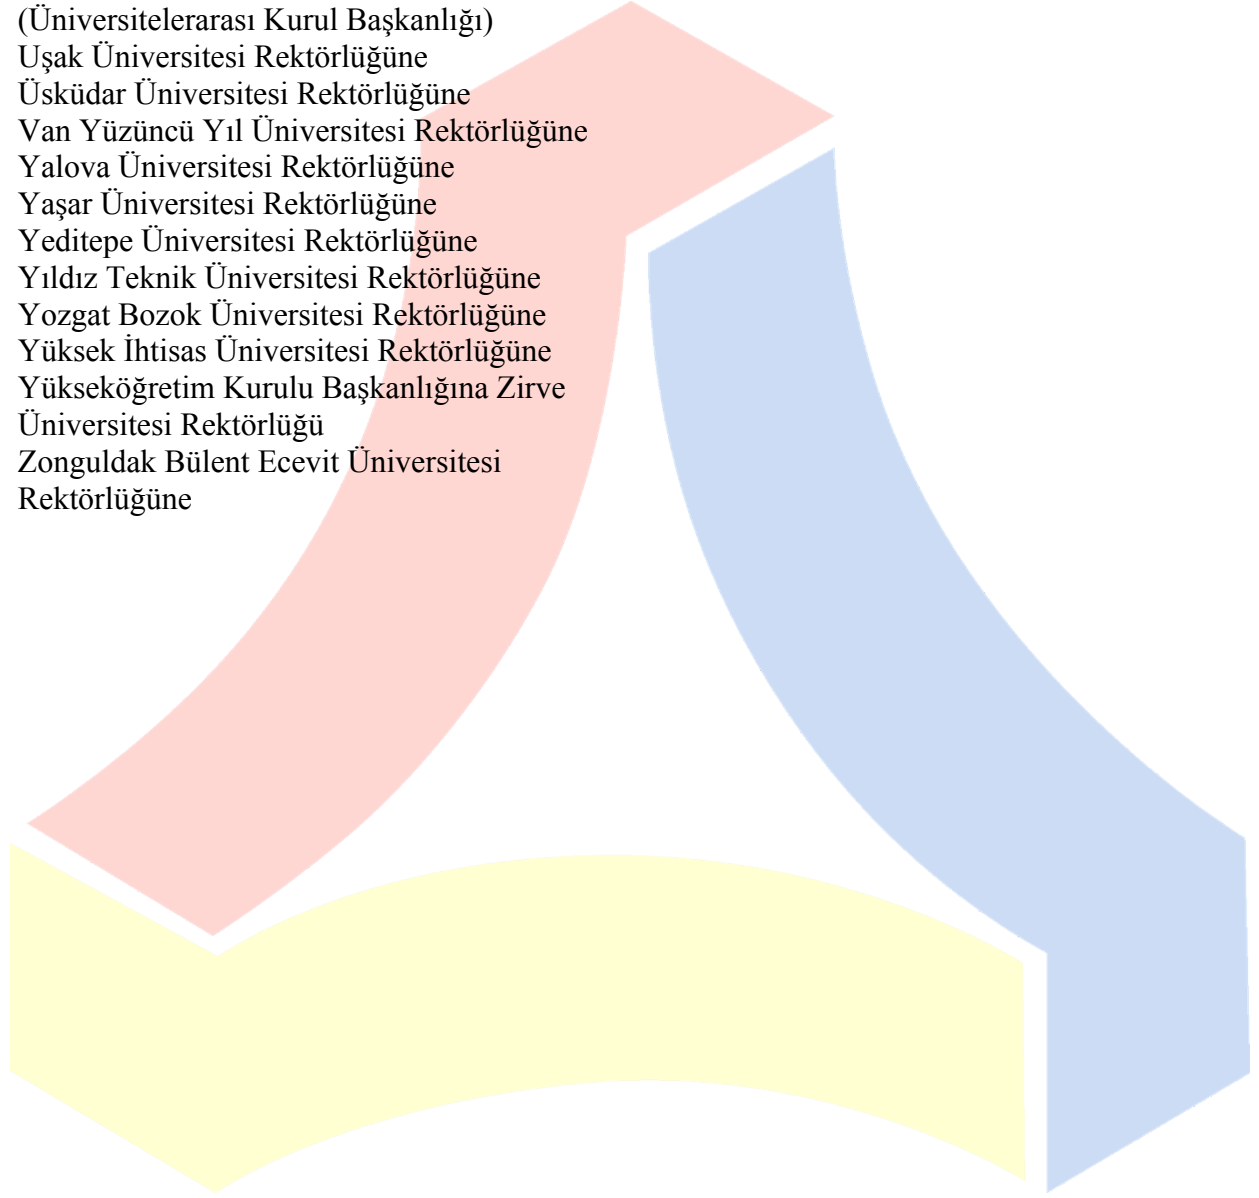 (Üniversitelerarası Kurul Başkanlığı)
Uşak Üniversitesi Rektörlüğüne
Üsküdar Üniversitesi Rektörlüğüne
Van Yüzüncü Yıl Üniversitesi Rektörlüğüne
Yalova Üniversitesi Rektörlüğüne
Yaşar Üniversitesi Rektörlüğüne
Yeditepe Üniversitesi Rektörlüğüne
Yıldız Teknik Üniversitesi Rektörlüğüne
Yozgat Bozok Üniversitesi Rektörlüğüne
Yüksek İhtisas Üniversitesi Rektörlüğüne
Yükseköğretim Kurulu Başkanlığına Zirve
Üniversitesi Rektörlüğü
Zonguldak Bülent Ecevit Üniversitesi
Rektörlüğüne